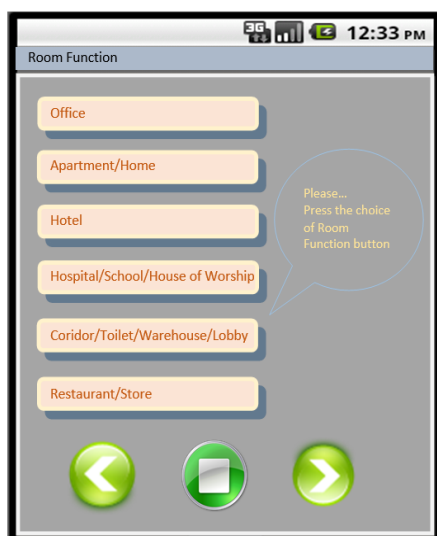 3G 12:33 PM
Room Function
Office
Apartment/Home
Hotel
Hospital/School/House of Worship
Coridor/Toilet/Warehouse/Lobby
Restaurant/Store
Please...
Press the choice
of Room
Function button